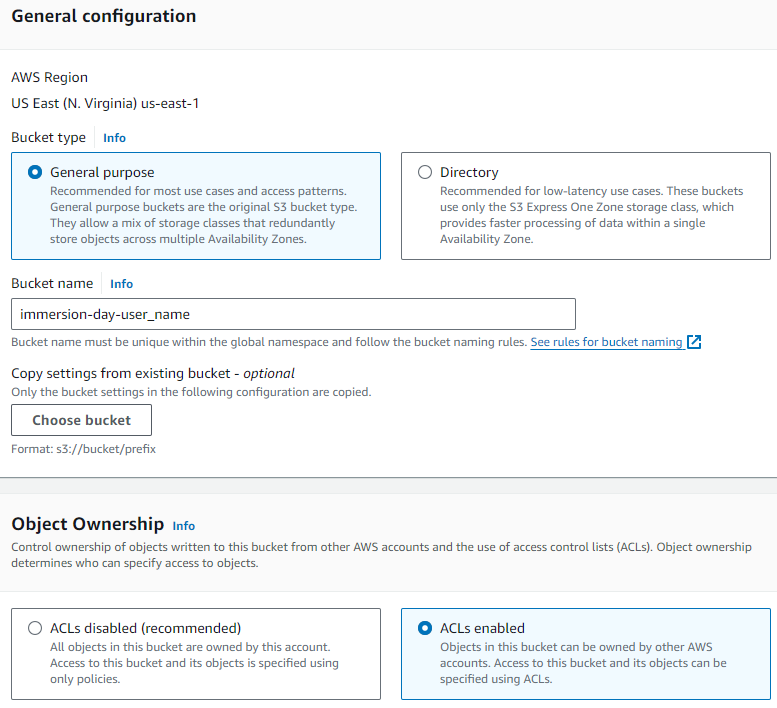 General configuration
AWS Region
US East (N. Virginia) us-east-1
Bucket type Info
General purpose
Recommended for most use cases and access patterns.
General purpose buckets are the original S3 bucket type.
They allow a mix of storage classes that redundantly
store objects across multiple Availability Zones.
Directory
Recommended for low-latency use cases. These buckets
use only the S3 Express One Zone storage class, which
provides faster processing of data within a single
Availability Zone.
Bucket name Info
immersion-day-user_name
Bucket name must be unique within the global namespace and follow the bucket naming rules. See rules for bucket naming
Copy settings from existing bucket - optional
Only the bucket settings in the following configuration are copied.
Choose bucket
Format: s3://bucket/prefix
Object Ownership Info
Control ownership of objects written to this bucket from other AWS accounts and the use of access control lists (ACLs). Object ownership
determines who can specify access to objects.
ACLs disabled (recommended)
All objects in this bucket are owned by this account.
Access to this bucket and its objects is specified using
only policies.
ACLs enabled
Objects in this bucket can be owned by other AWS
accounts. Access to this bucket and its objects can be
specified using ACLs.